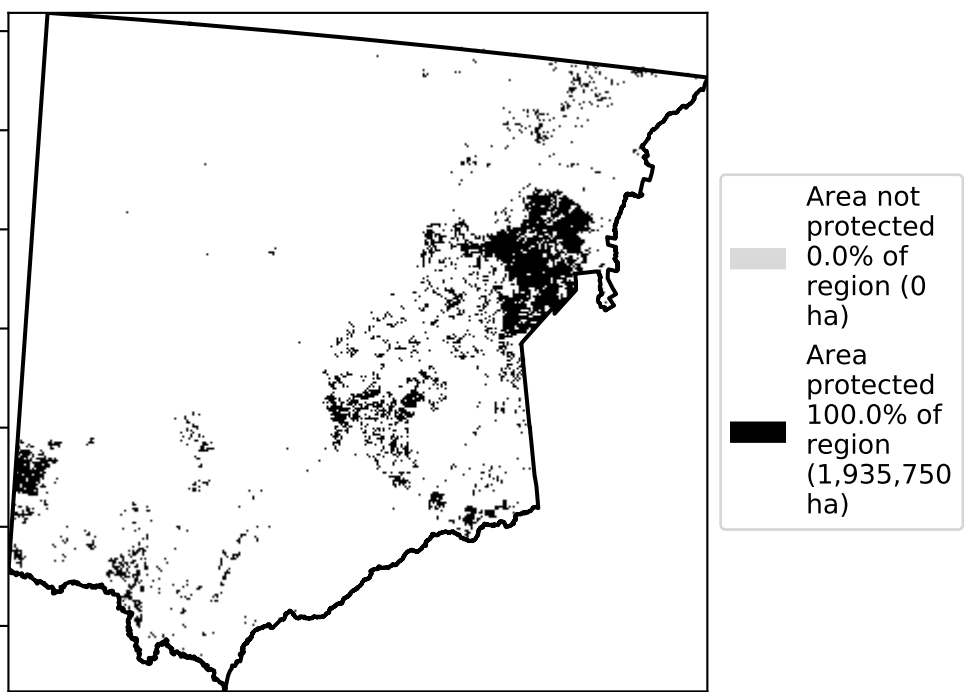 Area not
protected
0.0% of
region (0
ha)
Area
protected
100.0% of
region
(1,935,750
ha)